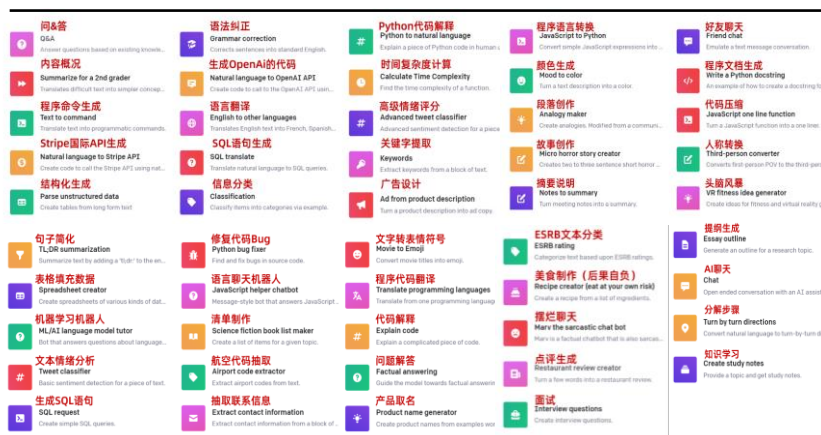 问&答
Q&A
Answer questions based on existing knowle...
内容概况
Summarize for a 2nd grader
Translates difficult text into simpler concep...
程序命令生成
Text to command
Translate text into programmatic commands.
Stripe国际API生成
Natural language to Stripe API
Create code to call the Stripe API using nat...
结构化生成
Parse unstructured data
Create tables from long form text
语法纠正
Grammar correction
Corrects sentences into standard English.
生成OpenAi的代码
Natural language to OpenAI API
Create code to call to the OpenAI API usin...
语言翻译
English to other languages
Translates English text into French, Spanish...
SQL语句生成
SQL translate
Translate natural language to SQL queries.
信息分类
Classification
Classify items into categories via example.
Python代码解释
Python to natural language
Explain a piece of Python code in human u
时间复杂度计算
Calculate Time Complexity
Find the time complexity of a function.
高级情绪评分
Advanced tweet classifier
Advanced sentiment detection for a piece
关键字提取
Keywords
Extract keywords from a block of text.
广告设计
Ad from product description
Turn a product description into ad copy.
程序语言转换
JavaScript to Python
Convert simple JavaScript expressions into ...
颜色生成
Mood to color
Turn a text description into a color.
段落创作
Analogy maker
Create analogies. Modified from a communi...
故事创作
Micro horror story creator
Creates two to three sentence short horror ...
摘要说明
Notes to summary
Turn meeting notes into a summary.
好友聊天
Friend chat
Emulate a text message conversation.
程序文档生成
Write a Python docstring
An example of how to create a docstring fo
代码压缩
JavaScript one line function
Turn a JavaScript function into a one liner.
人称转换
Third-person converter
Converts first-person POV to the third-pers
头脑风暴
VR fitness idea generator
Create ideas for fitness and virtual reality g
句子简化
TL;DR summarization
Summarize text by adding a 'tl;dr:' to the en...
表格填充数据
Spreadsheet creator
Create spreadsheets of various kinds of dat...
机器学习机器人
ML/AI language model tutor
Bot that answers questions about language...
文本情绪分析
Tweet classifier
Basic sentiment detection for a piece of text.
生成SQL语句
SQL request
Create simple SQL queries.
修复代码Bug
Python bug fixer
Find and fix bugs in source code.
语言聊天机器人
JavaScript helper chatbot
Message-style bot that answers JavaScript...
清单制作
Science fiction book list maker
Create a list of items for a given topic.
航空代码抽取
Airport code extractor
Extract airport codes from text.
抽取联系信息
Extract contact information
Extract contact information from a block of ...
文字转表情符号
Movie to Emoji
Convert movie titles into emoji.
程序代码翻译
Translate programming languages
Translate from one programming languag
代码解释
Explain code
Explain a complicated piece of code.
问题解答
Factual answering
Guide the model towards factual answerin
产品取名
Product name generator
Create product names from examples wor
ESRB文本分类
ESRB rating
Categorize text based upon ESRB ratings.
美食制作（后果自负）
Recipe creator (eat at your own risk)
Create a recipe from a list of ingredients.
摆烂聊天
Marv the sarcastic chat bot
Marv is a factual chatbot that is also sarcas...
点评生成
Restaurant review creator
Turn a few words into a restaurant review.
面试
Interview questions
Create interview questions.
提纲生成
Essay outline
Generate an outline for a research topic.
AI聊天
Chat
Open ended conversation with an AI assist
分解步骤
Turn by turn directions
Convert natural language to turn-by-turn di
知识学习
Create study notes
Provide a topic and get study notes.